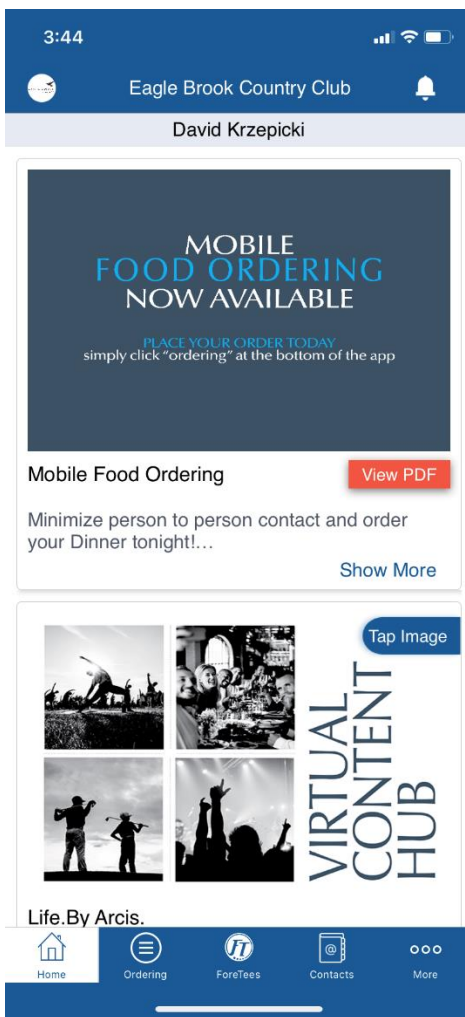 3:44
Eagle Brook Country Club
David Krzepicki
MOBILE
FOOD ORDERING
NOW AVAILABLE
PLACE YOUR ORDER TODAY
simply click “ordering” at the bottom of the app
Mobile Food Ordering
View PDF
Minimize person to person contact and order
your Dinner tonight!…
Show More
Tap Image
VIRTUAL
CONTENT
HUB
Life.By Arcis.
Home
Ordering
FT
ForeTees
@
Contacts
More